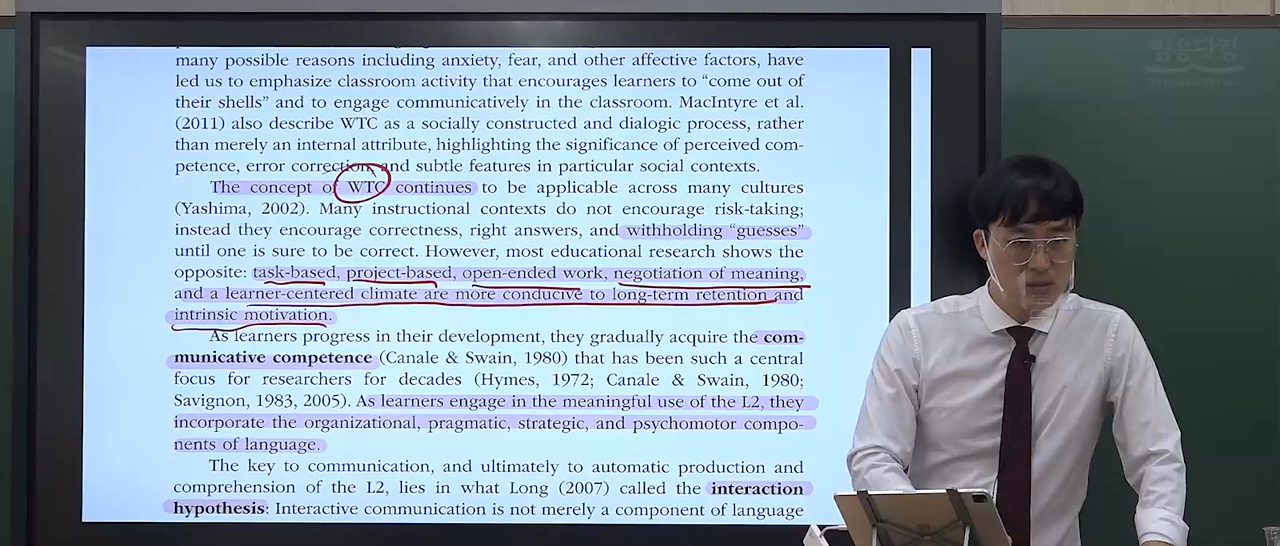 many possible reasons including anxiety, fear, and other affective factors, have
led us to emphasize classroom activity that encourages learners to “come out of
their shells” and to engage communicatively in the classroom. MacIntyre et al.
(2011) also describe WTC as a socially constructed and dialogic process, rather
than merely an internal attribute, highlighting the significance of perceived com-
petence, error correction, and subtle features in particular social contexts.
The concept of WTC continues to be applicable across many cultures
(Yashima, 2002). Many instructional contexts do not encourage risk-taking;
instead they encourage correctness, right answers, and withholding “guesses”
until one is sure to be correct. However, most educational research shows the
opposite: task-based, project-based, open-ended work, negotiation of meaning,
and a learner-centered climate are more conducive to long-term retention and
intrinsic motivation.
As learners progress in their development, they gradually acquire the com-
municative competence (Canale & Swain, 1980) that has been such a central
focus for researchers for decades (Hymes, 1972; Canale & Swain, 1980;
Savignon, 1983, 2005). As learners engage in the meaningful use of the L2, they
incorporate the organizational, pragmatic, strategic, and psychomotor compo-
nents of language.
The key to communication, and ultimately to automatic production and
comprehension of the L2, lies in what Long (2007) called the interaction
hypothesis: Interactive communication is not merely a component of language